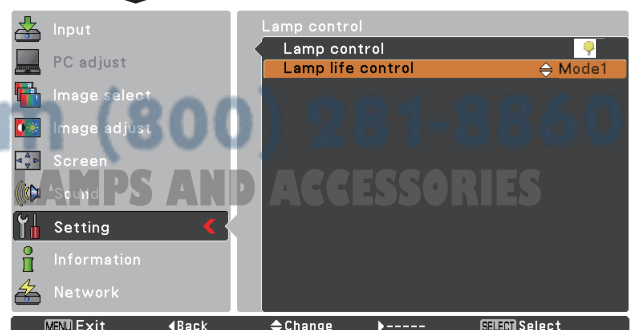 Input
PC adjust
Image select
Image adjust
Screen
Sound
Setting
Information
Network
Lamp control
Lamp control
Lamp life control Mode1
m (800) 281-8860
LAMPS AND ACCESSORIES
MENU Exit Back Change ----- SELECT Select